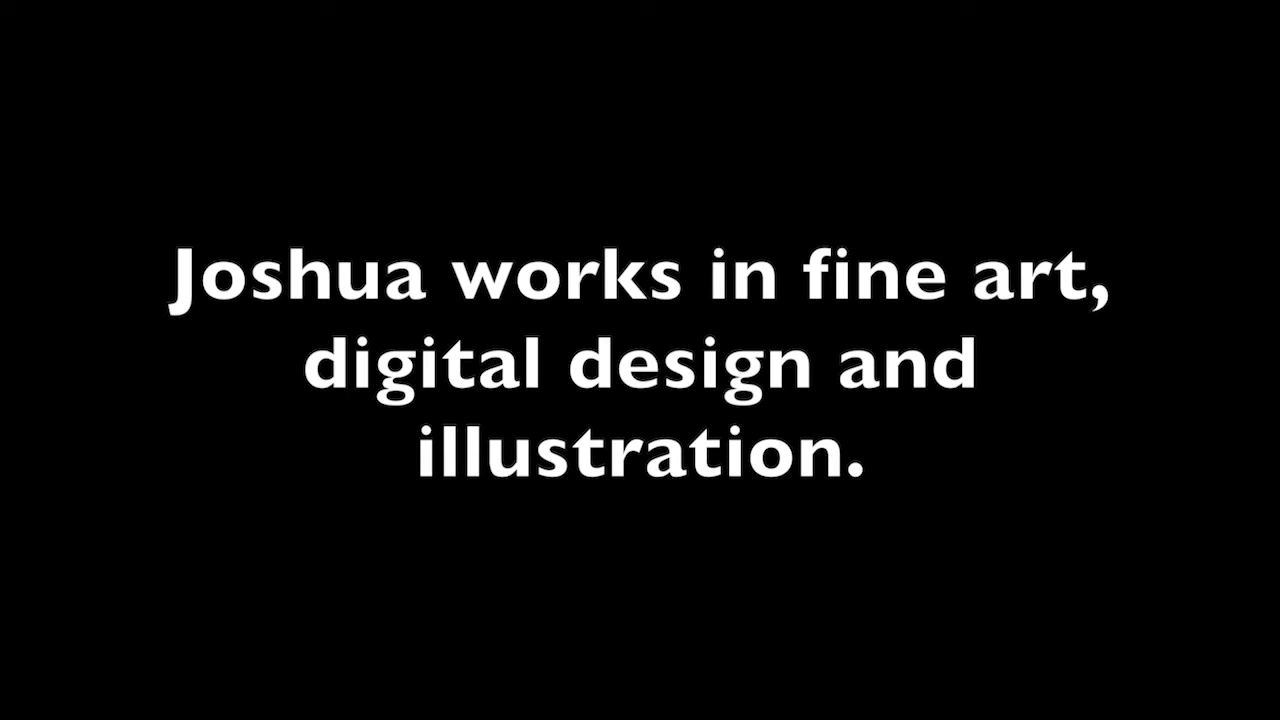 Joshua works in fine art,
digital design and
illustration.